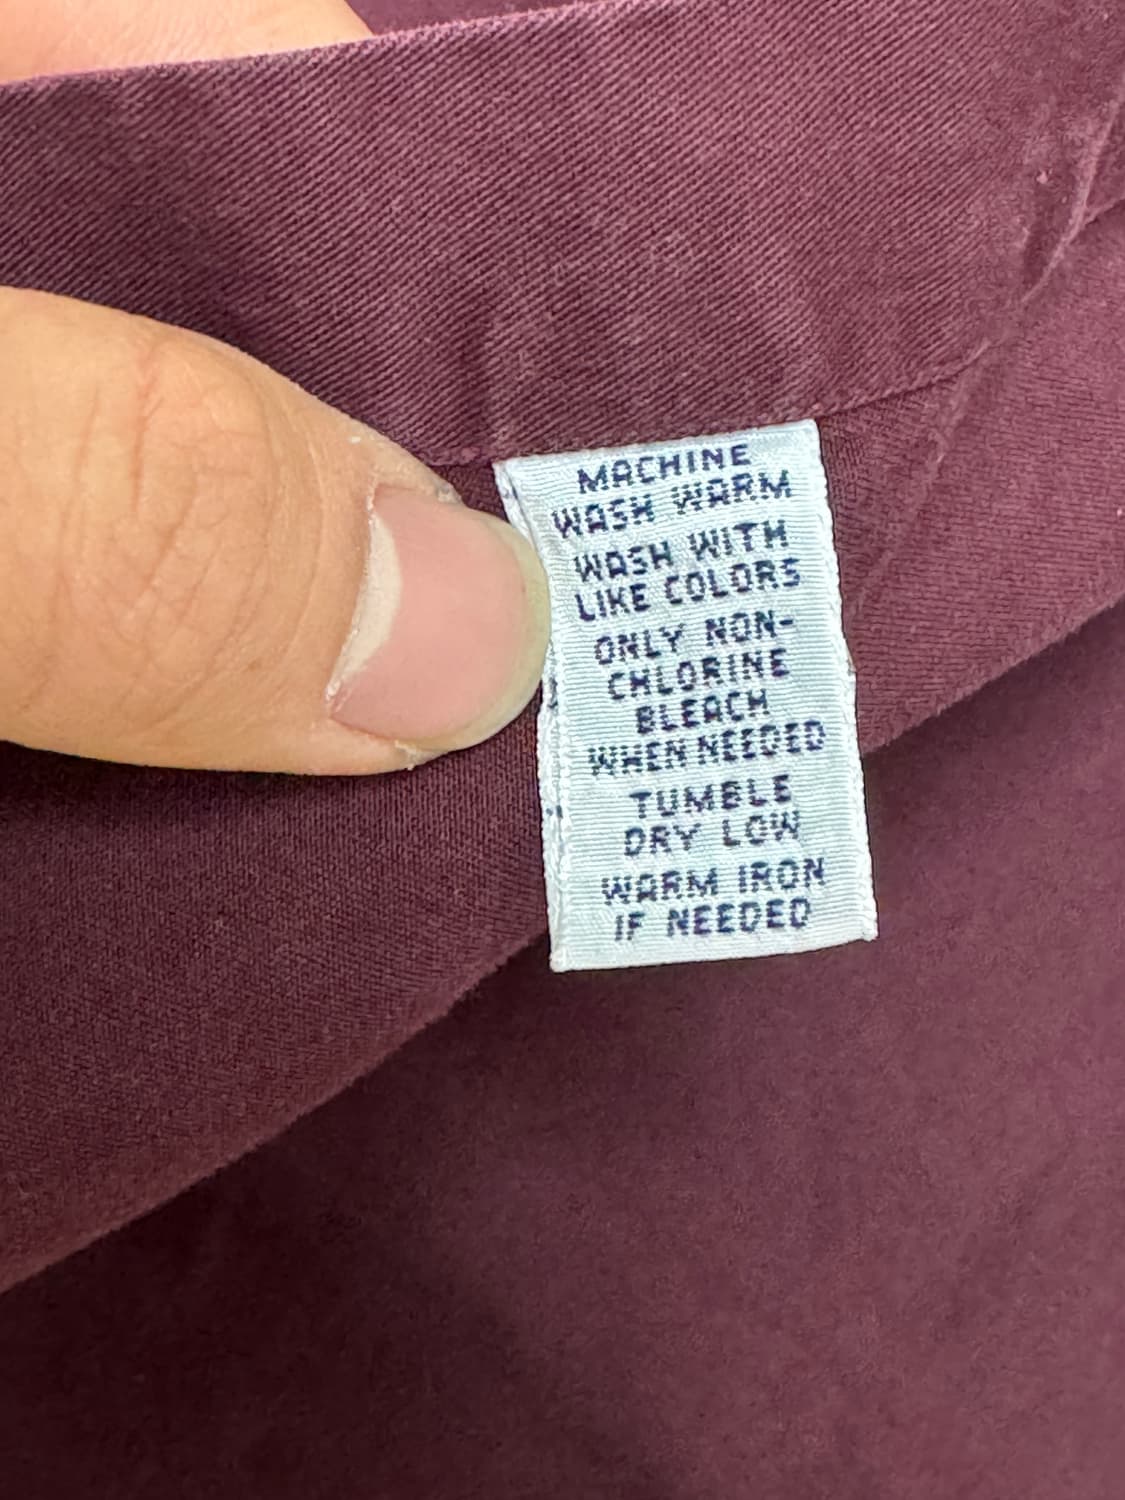 MACHINE
WASH WARM
WASH WITH
LIKE COLORS
ONLY NON-
CHLORINE
BLEACH
WHEN NEEDED
TUMBLE
DRY LOW
WARM IRON
IF NEEDED